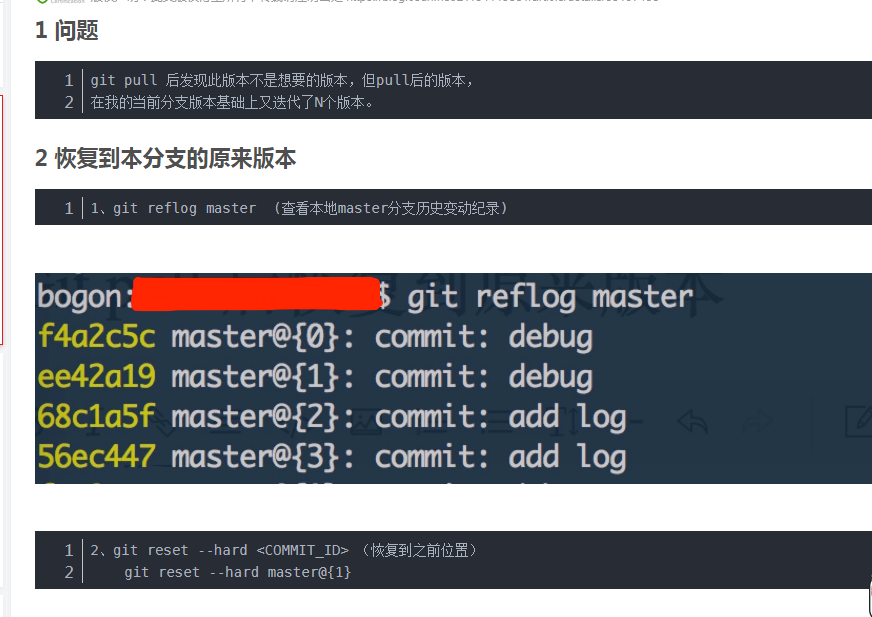 1 问题
1 git pull 后发现此版本不是想要的版本，但pull后的版本，
2 在我的当前分支版本基础上又迭代了N个版本。
2 恢复到本分支的原来版本
1 1、git reflog master （查看本地master分支历史变动纪录）
bogon: $ git reflog master
f4a2c5c master@{0}: commit: debug
ee42a19 master@{1}: commit: debug
68c1a5f master@{2}: commit: add log
56ec447 master@{3}: commit: add log
1 2、git reset --hard <COMMIT_ID> （恢复到之前位置）
2 git reset --hard master@{1}